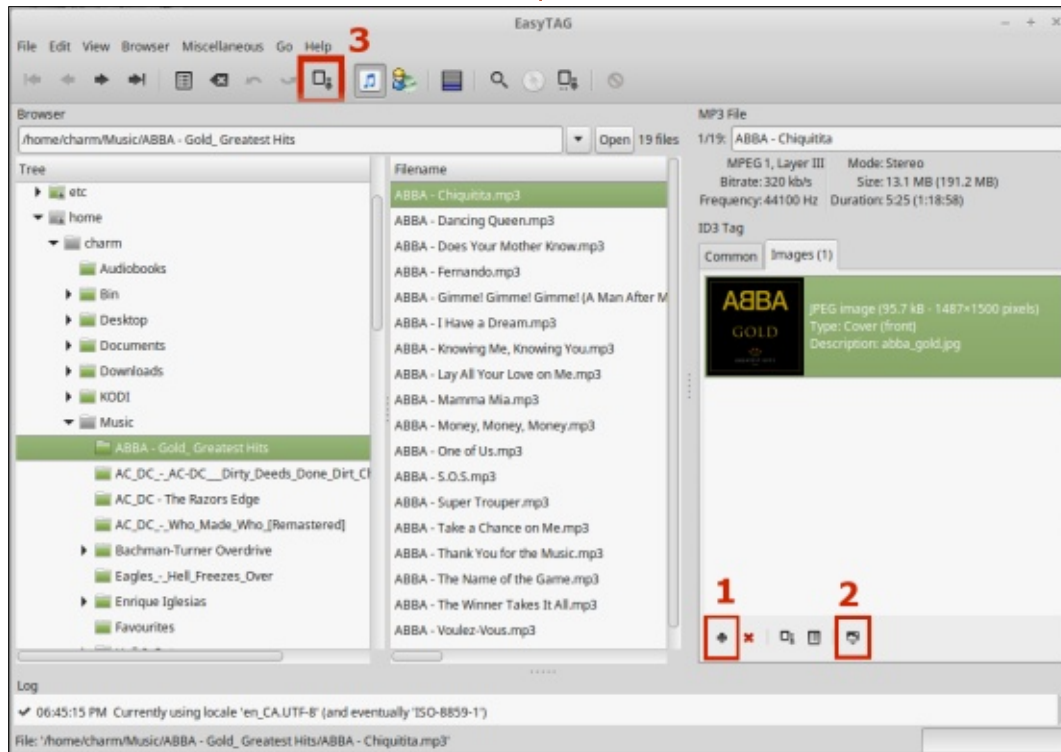 EasyTAG
File Edit View Browser Miscellaneous Go Help
3
Browser
/home/charm/Music/ABBA - Gold_ Greatest Hits
Open 19 files
Tree
etc
home
charm
Audiobooks
Bin
Desktop
Documents
Downloads
KODI
Music
ABBA - Gold_ Greatest Hits
AC_DC_-_AC-DC___Dirty_Deeds_Done_Dirt_Ch
AC_DC - The Razors Edge
AC_DC_-_Who_Made_Who_[Remastered]
Bachman-Turner Overdrive
Eagles_-_Hell_Freezes_Over
Enrique Iglesias
Favourites
Filename
ABBA - Chiquitita.mp3
ABBA - Dancing Queen.mp3
ABBA - Does Your Mother Know.mp3
ABBA - Fernando.mp3
ABBA - Gimme! Gimme! Gimme! (A Man After M
ABBA - I Have a Dream.mp3
ABBA - Knowing Me, Knowing You.mp3
ABBA - Lay All Your Love on Me.mp3
ABBA - Mamma Mia.mp3
ABBA - Money, Money, Money.mp3
ABBA - One of Us.mp3
ABBA - S.O.S.mp3
ABBA - Super Trouper.mp3
ABBA - Take a Chance on Me.mp3
ABBA - Thank You for the Music.mp3
ABBA - The Name of the Game.mp3
ABBA - The Winner Takes It All.mp3
ABBA - Voulez-Vous.mp3
MP3 File
1/19: ABBA - Chiquitita
MPEG 1, Layer III Mode: Stereo
Bitrate: 320 kb/s Size: 13.1 MB (191.2 MB)
Frequency: 44100 Hz Duration: 5:25 (1:18:58)
ID3 Tag
Common Images (1)
ABBA
GOLD
JPEG image (95.7 kB - 1487×1500 pixels)
Type: Cover (front)
Description: abba_gold.jpg
1 2
Log
06:45:15 PM Currently using locale 'en_CA.UTF-8' (and eventually 'ISO-8859-1')
File: '/home/charm/Music/ABBA - Gold_ Greatest Hits/ABBA - Chiquitita.mp3'